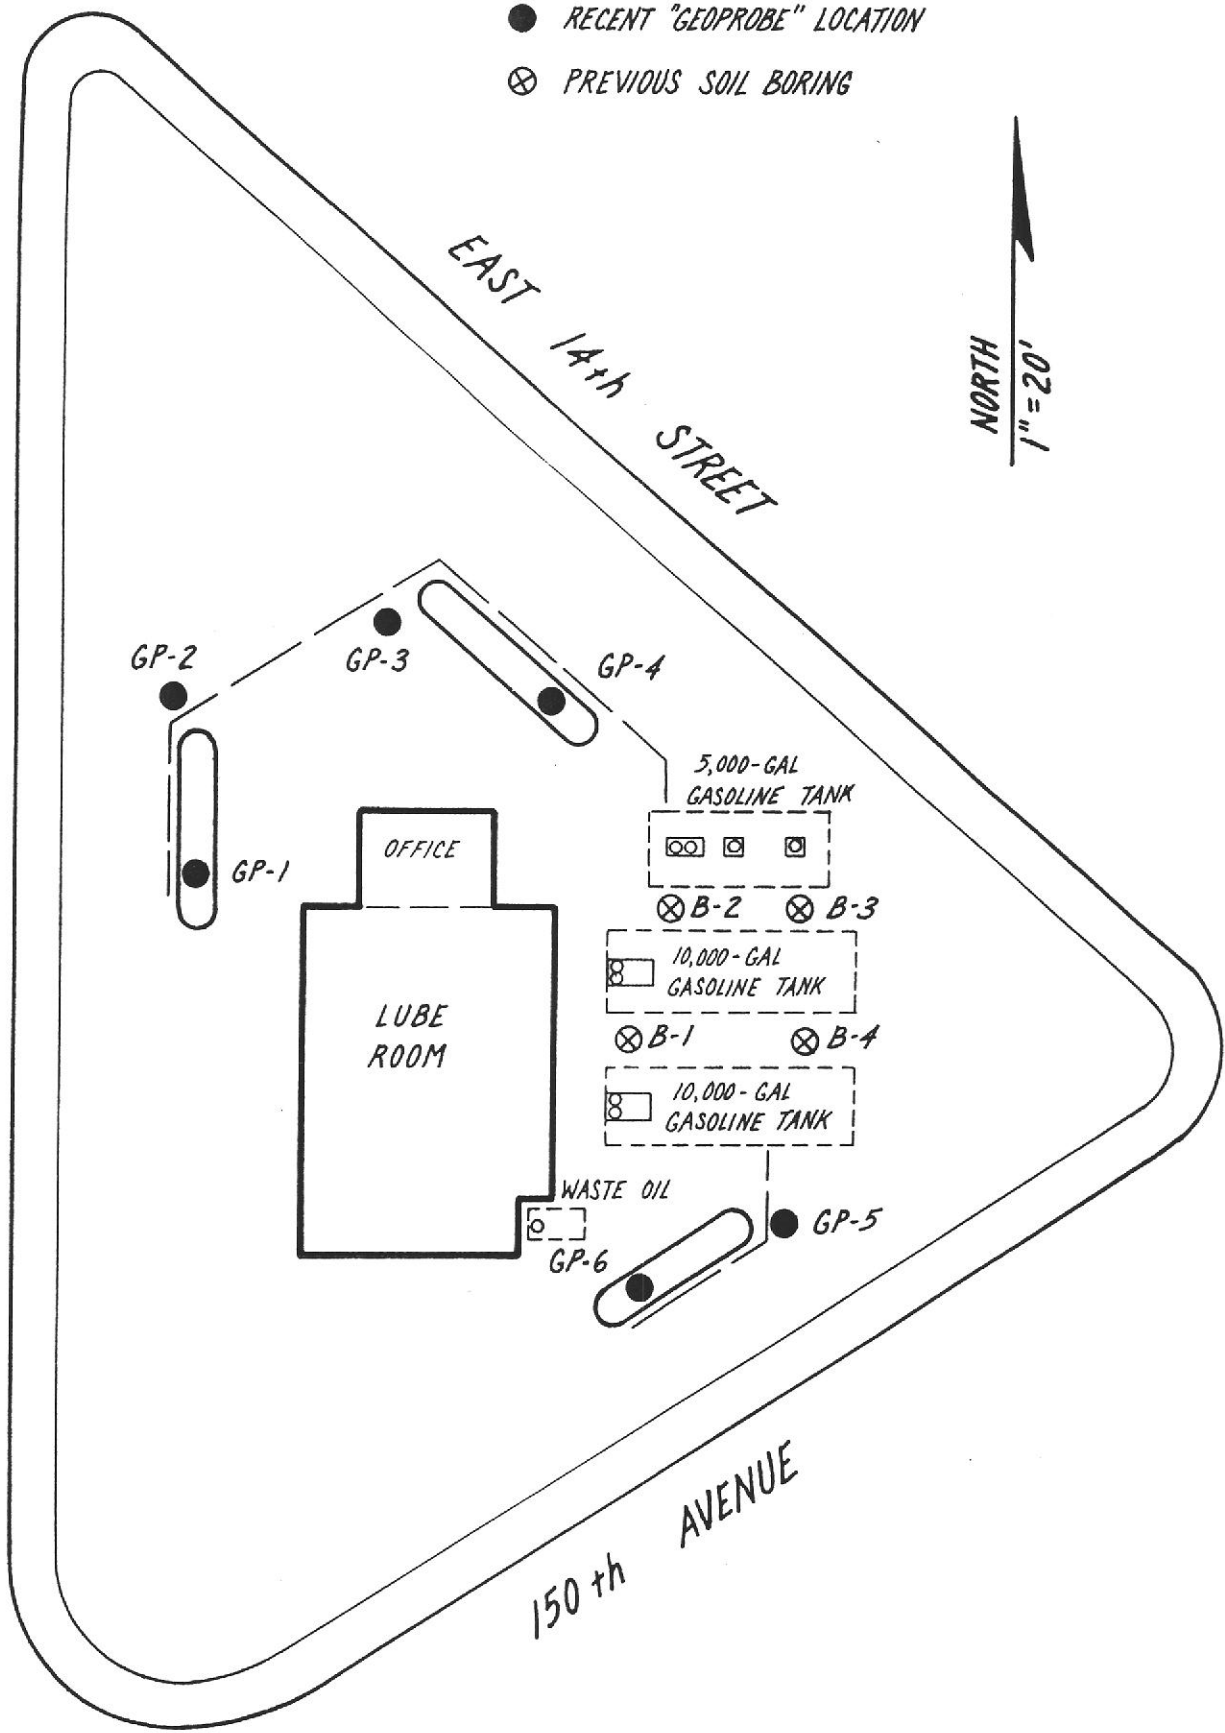 RECENT "GEOPROBE" LOCATION
PREVIOUS SOIL BORING
EAST 14th STREET
NORTH
1"=20'
GP-2
GP-3
GP-4
GP-1
OFFICE
5,000-GAL
GASOLINE TANK
B-2
B-3
10,000-GAL
GASOLINE TANK
LUBE
ROOM
B-1
B-4
10,000-GAL
GASOLINE TANK
WASTE OIL
GP-5
GP-6
150th AVENUE